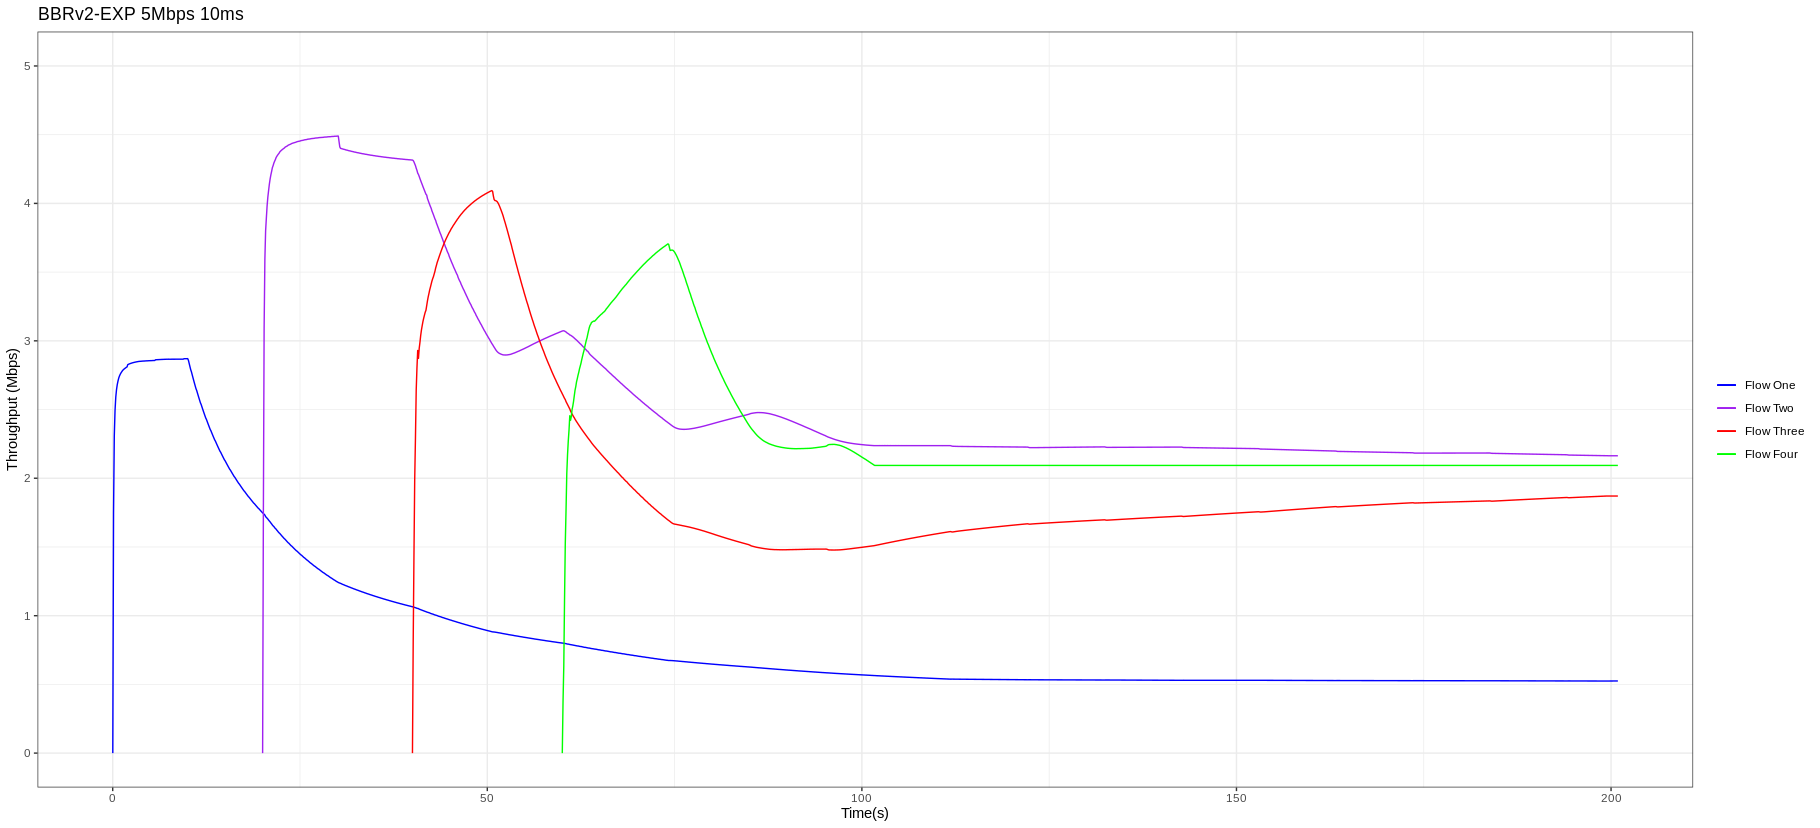 BBRv2-EXP 5Mbps 10ms
5
4
3
2
1
0
Throughput (Mbps)
0 50 100 150 200
Time(s)
Flow One
Flow Two
Flow Three
Flow Four